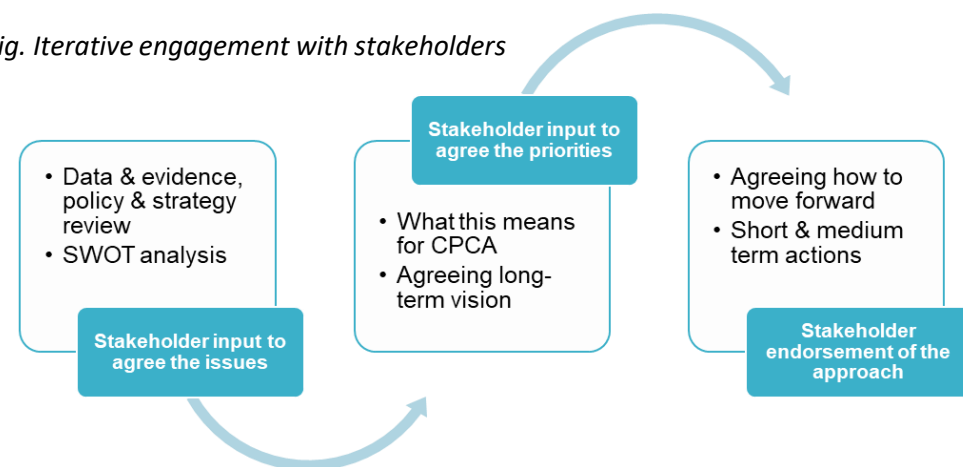 ig. Iterative engagement with stakeholders
• Data & evidence,
policy & strategy
review
• SWOT analysis
Stakeholder input to
agree the issues
Stakeholder input to
agree the priorities
• What this means
for CPCA
• Agreeing long-
term vision
• Agreeing how to
move forward
• Short & medium
term actions
Stakeholder
endorsement of the
approach